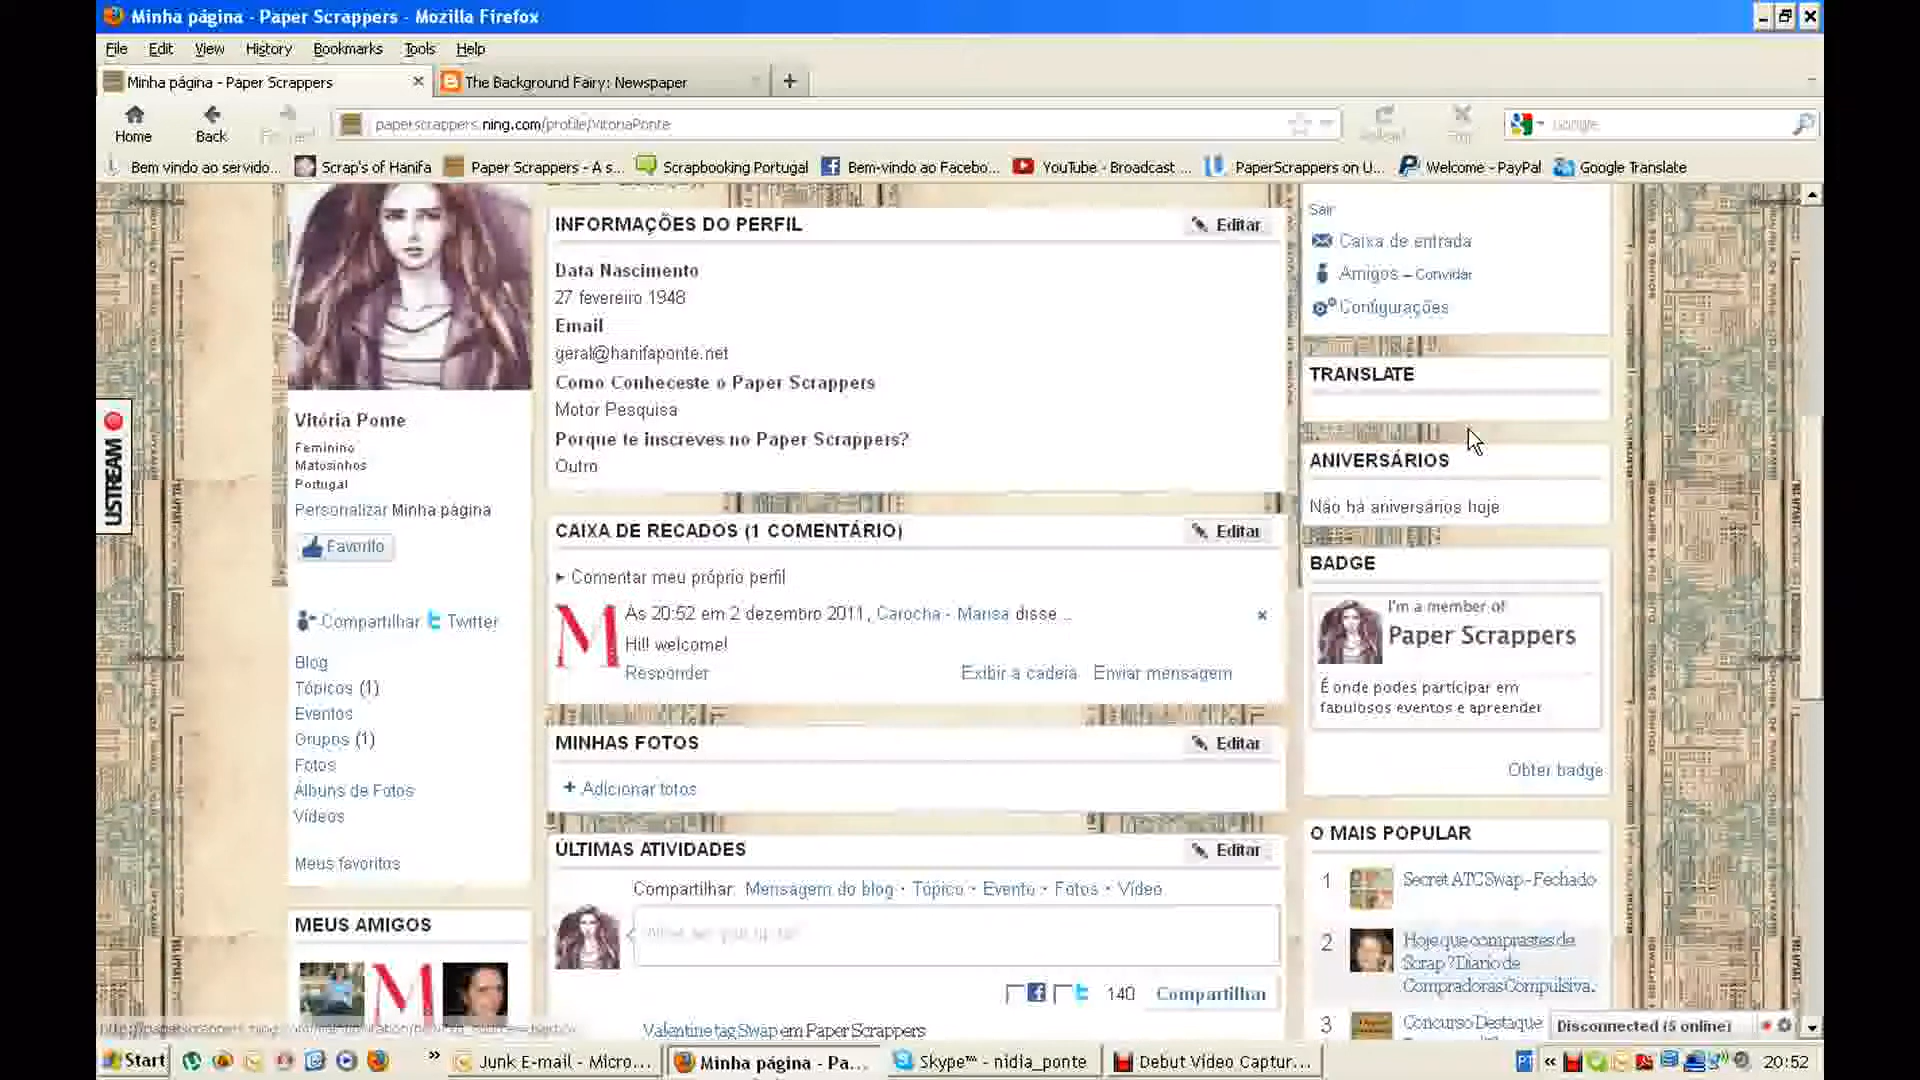 Minha página - Paper Scrappers - Mozilla Firefox
File Edit View History Bookmarks Tools Help
Minha página - Paper Scrappers
The Background Fairy: Newspaper
Home Back
paperscrappers.ning.com/profile/VitoriaPonte
Google
Bem vindo ao servido... Scrap's of Hanifa Paper Scrappers - A s... Scrapbooking Portugal Bem-vindo ao Facebo... YouTube - Broadcast ... PaperScrappers on U... Welcome - PayPal Google Translate
USTREAM
Vitória Ponte
Feminino
Matosinhos
Portugal
Personalizar Minha página
Favorito
Compartilhar Twitter
Blog
Tópicos (1)
Eventos
Grupos (1)
Fotos
Álbuns de Fotos
Vídeos
Meus favoritos
MEUS AMIGOS
M
INFORMAÇÕES DO PERFIL
Editar
Data Nascimento
27 fevereiro 1948
Email
geral@hanifaponte.net
Como Conheceste o Paper Scrappers
Motor Pesquisa
Porque te inscreves no Paper Scrappers?
Outro
CAIXA DE RECADOS (1 COMENTÁRIO)
Editar
Comentar meu próprio perfil
M
Às 20:52 em 2 dezembro 2011, Carocha - Marisa disse...
Hill welcome!
Responder
Exibir a cadeia Enviar mensagem
MINHAS FOTOS
Editar
+ Adicionar fotos
ÚLTIMAS ATIVIDADES
Editar
Compartilhar: Mensagem do blog · Tópico · Evento · Fotos · Vídeo
140 Compartilhar
Valentine tag Swap em Paper Scrappers
Sair
Caixa de entrada
Amigos – Convidar
Configurações
TRANSLATE
ANIVERSÁRIOS
Não há aniversários hoje
BADGE
I'm a member of
Paper Scrappers
É onde podes participar em
fabulosos eventos e apreender
Obter badge
O MAIS POPULAR
1 Secret ATC Swap - Fechado
2 Hoje que comprastes de
Scrap? Diario de
Compradoras Compulsiva.
3 Concurso Destaque
Disconnected (5 online)
Start
Junk E-mail - Micro...
Minha página - Pa...
Skype™ - nidia_ponte
Debut Video Captur...
PT
20:52